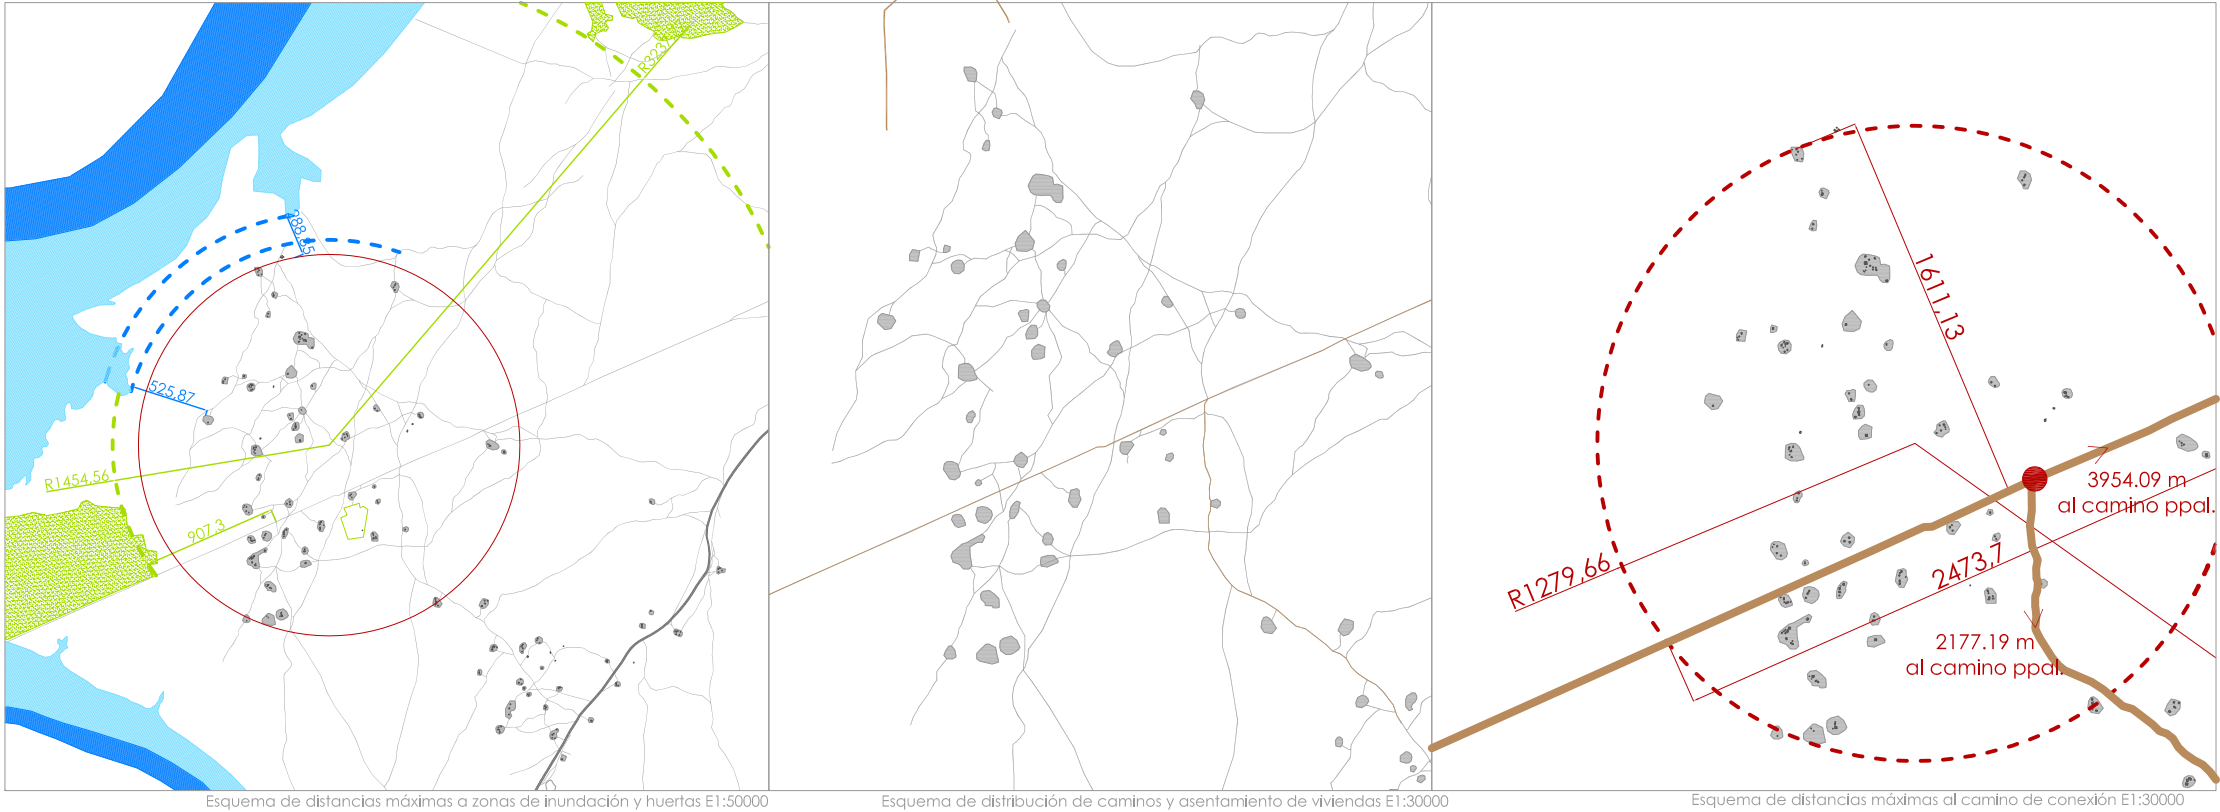 288,65
525,87
R1454,56
907,3
Esquema de distancias máximas a zonas de inundación y huertas E1:50000
Esquema de distribución de caminos y asentamiento de viviendas E1:30000
1611,13
3954.09 m
al camino ppal.
R1279,66
2473,7
2177.19 m
al camino ppal.
Esquema de distancias máximas al camino de conexión E1:30000